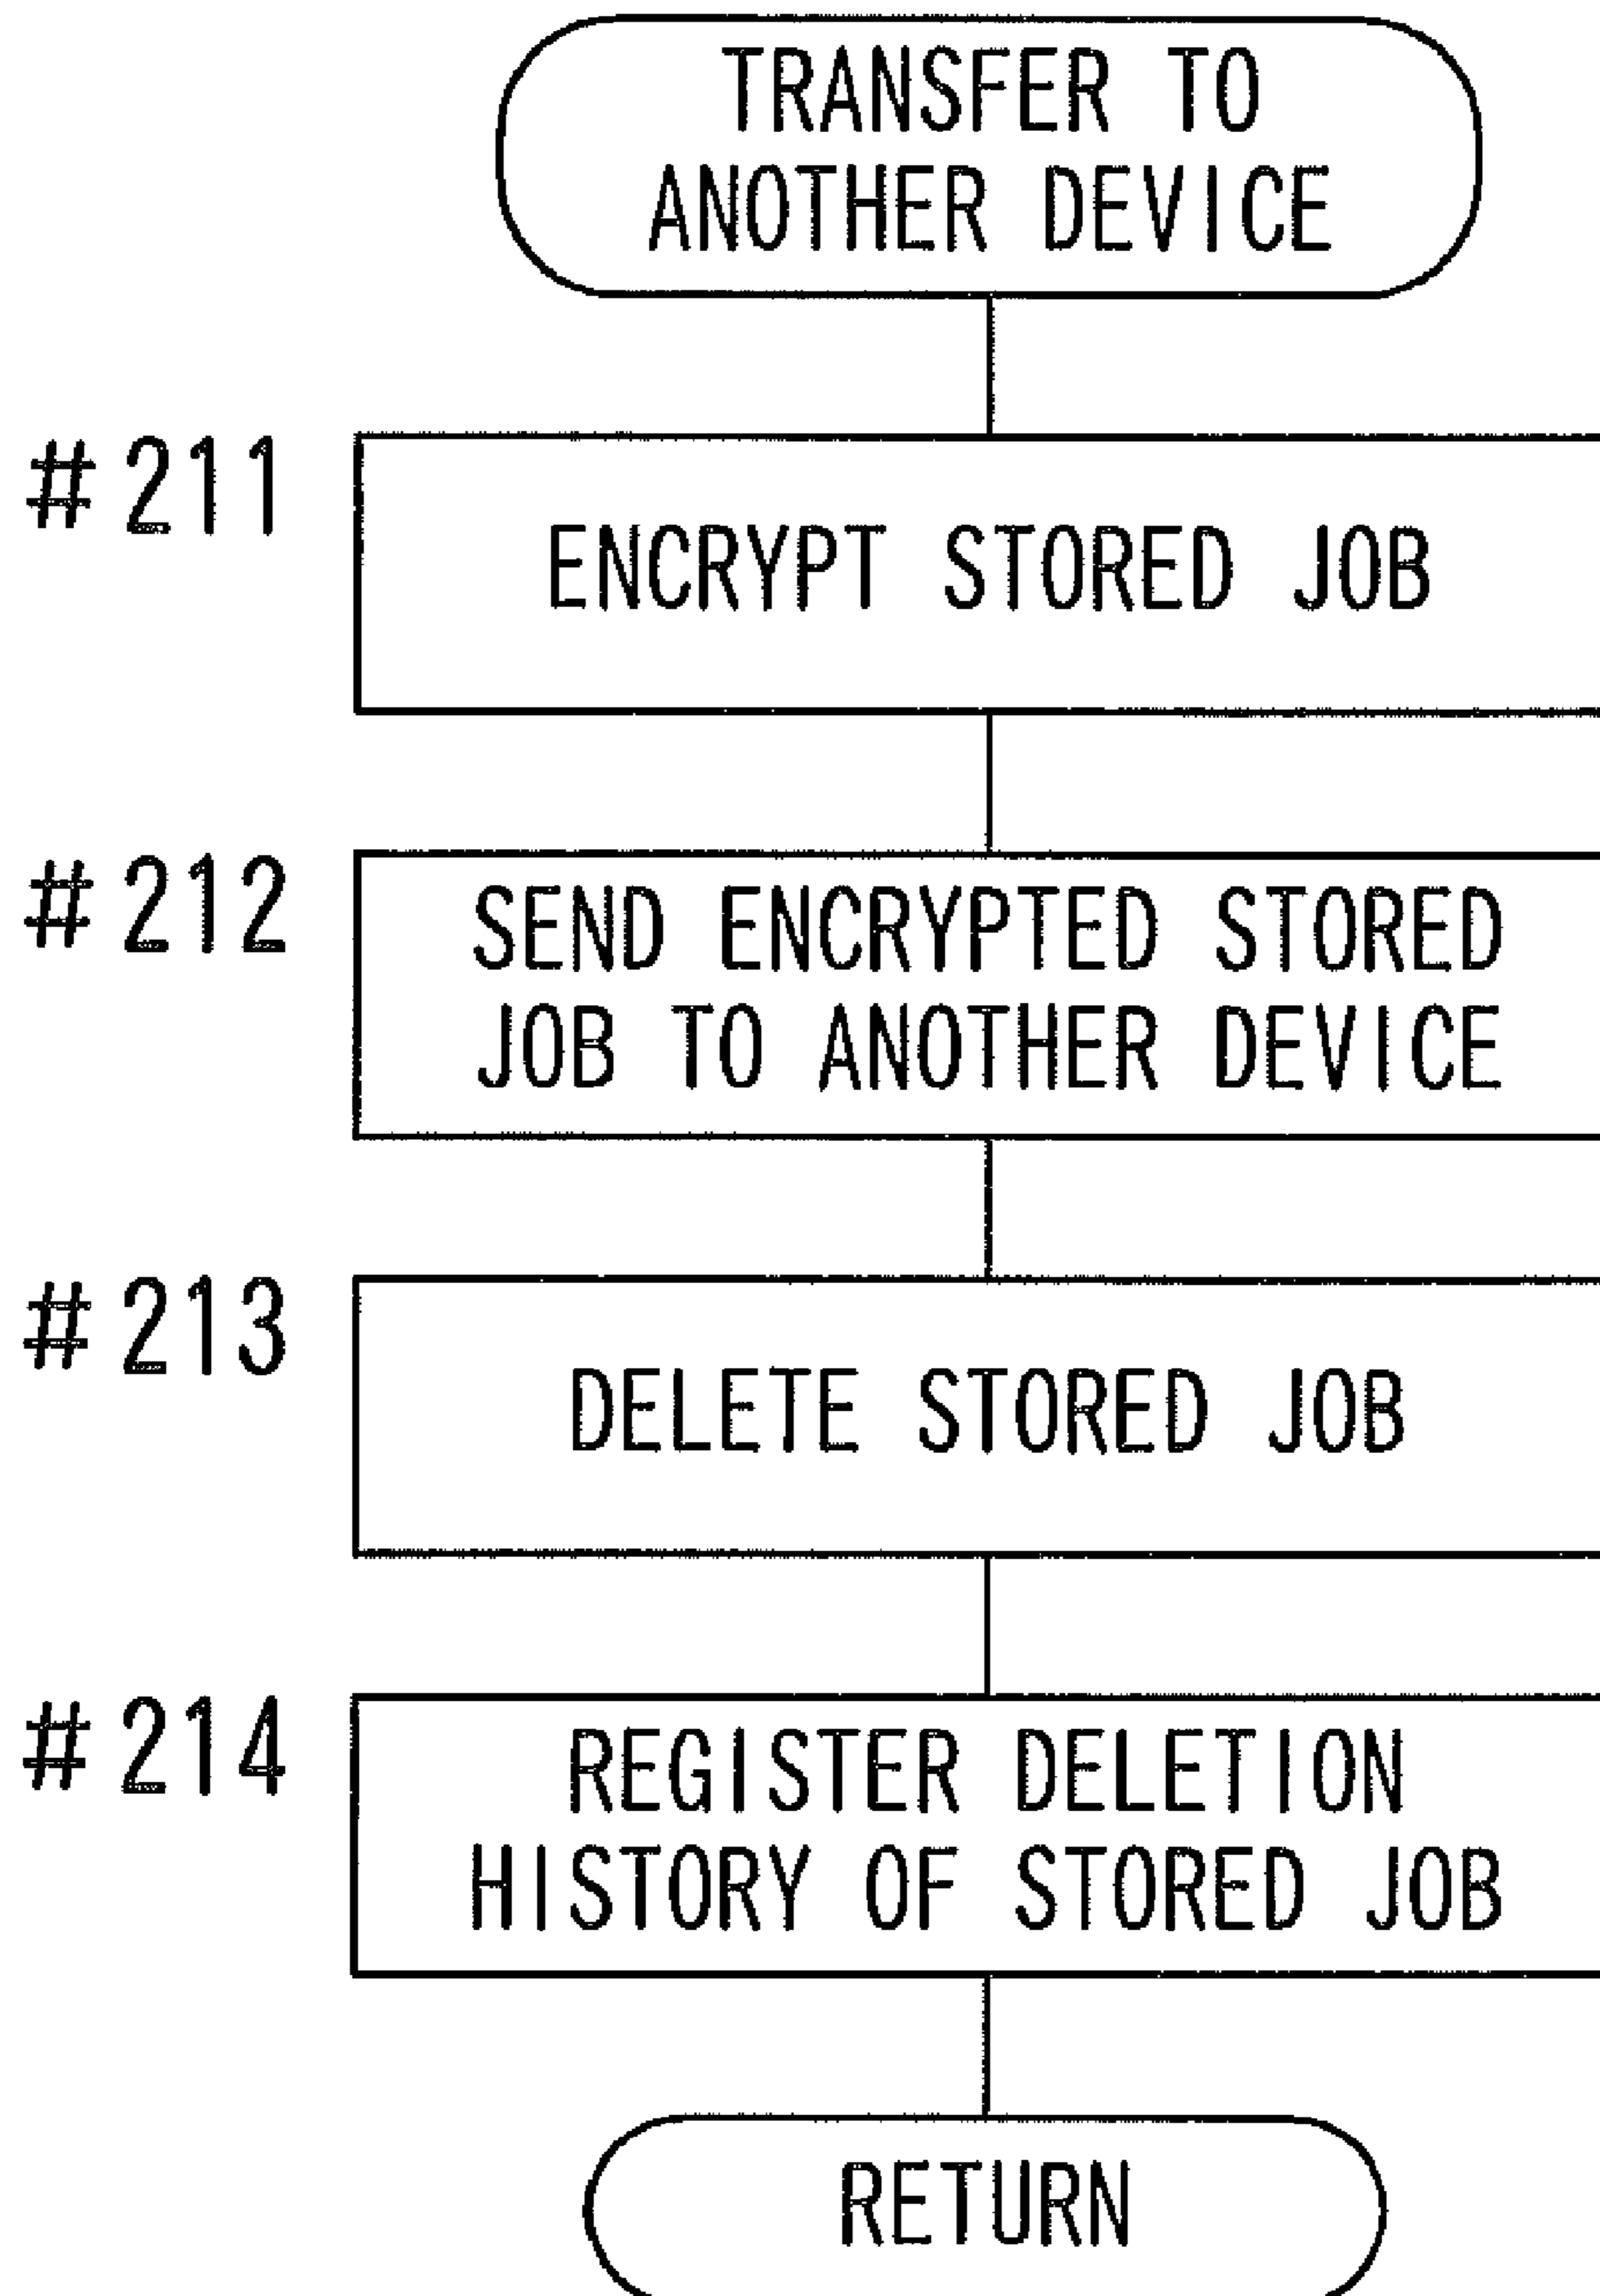 TRANSFER TO
ANOTHER DEVICE
#211
ENCRYPT STORED JOB
#212
SEND ENCRYPTED STORED
JOB TO ANOTHER DEVICE
#213
DELETE STORED JOB
#214
REGISTER DELETION
HISTORY OF STORED JOB
RETURN